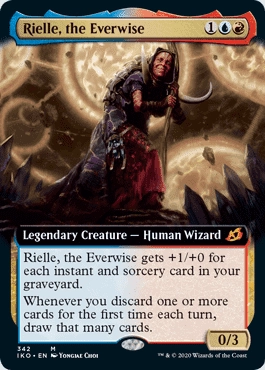 Rielle, the Everwise 1
Legendary Creature — Human Wizard
Rielle, the Everwise gets +1/+0 for
each instant and sorcery card in your
graveyard.
Whenever you discard one or more
cards for the first time each turn,
draw that many cards.
0/3
342 M
IKO • EN YONGJAE CHOI ™ & © 2020 Wizards of the Coast